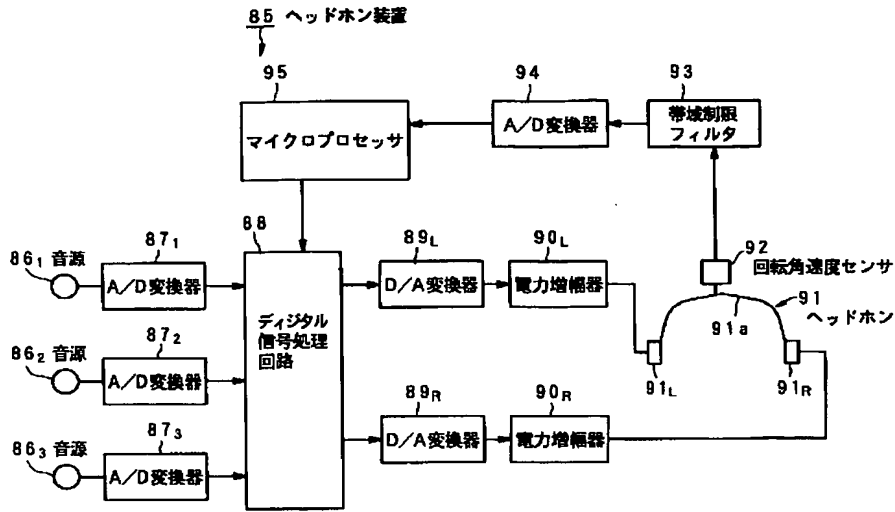 85 ヘッドホン装置
95
94
93
マイクロプロセッサ
A/D変換器
帯域制限
フィルタ
88
86₁ 音源
87₁
A/D変換器
89L
D/A変換器
90L
電力増幅器
92
回転角速度センサ
91
ヘッドホン
91a
91L
91R
ディジタル
信号処理
回路
86₂ 音源
87₂
A/D変換器
89R
D/A変換器
90R
電力増幅器
86₃ 音源
87₃
A/D変換器